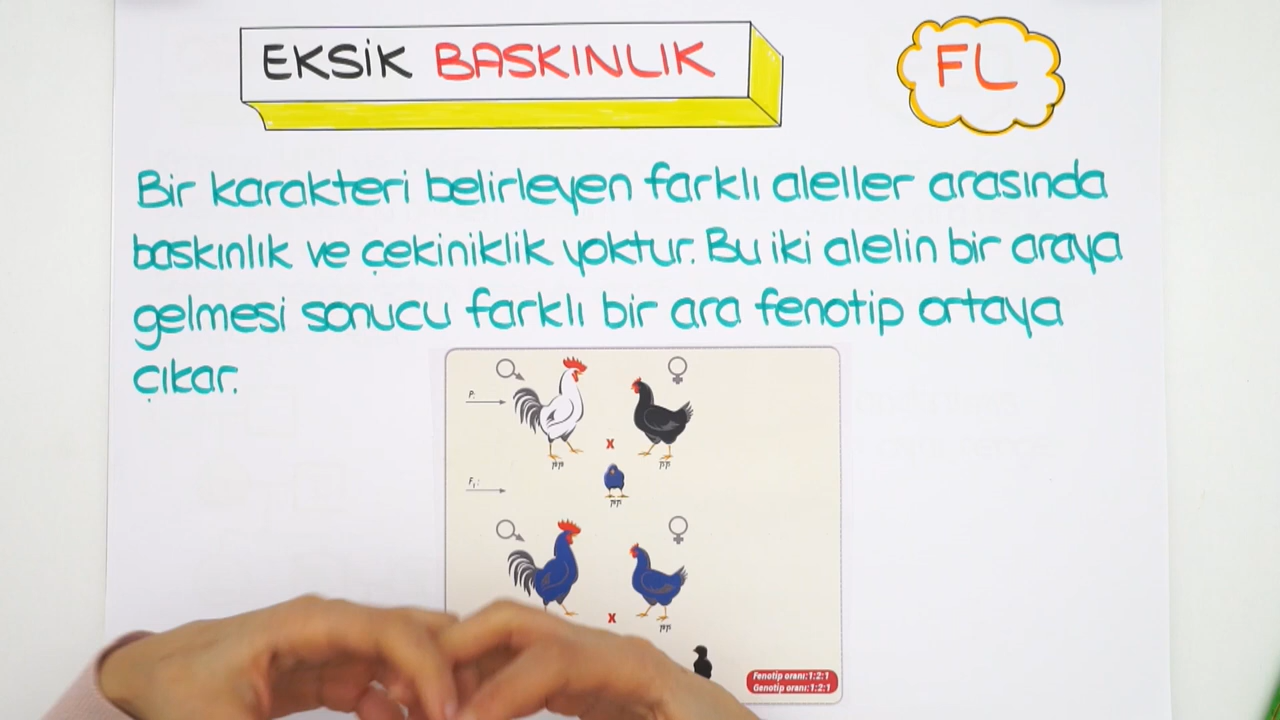 EKSİK BASKINLIK
FL
Bir karakteri belirleyen farklı aleller arasında
baskınlık ve çekiniklik yoktur. Bu iki alelin bir araya
gelmesi sonucu farklı bir ara fenotip ortaya
çıkar.
P:
X
F₁:
X
Fenotip oranı:1:2:1
Genotip oranı:1:2:1